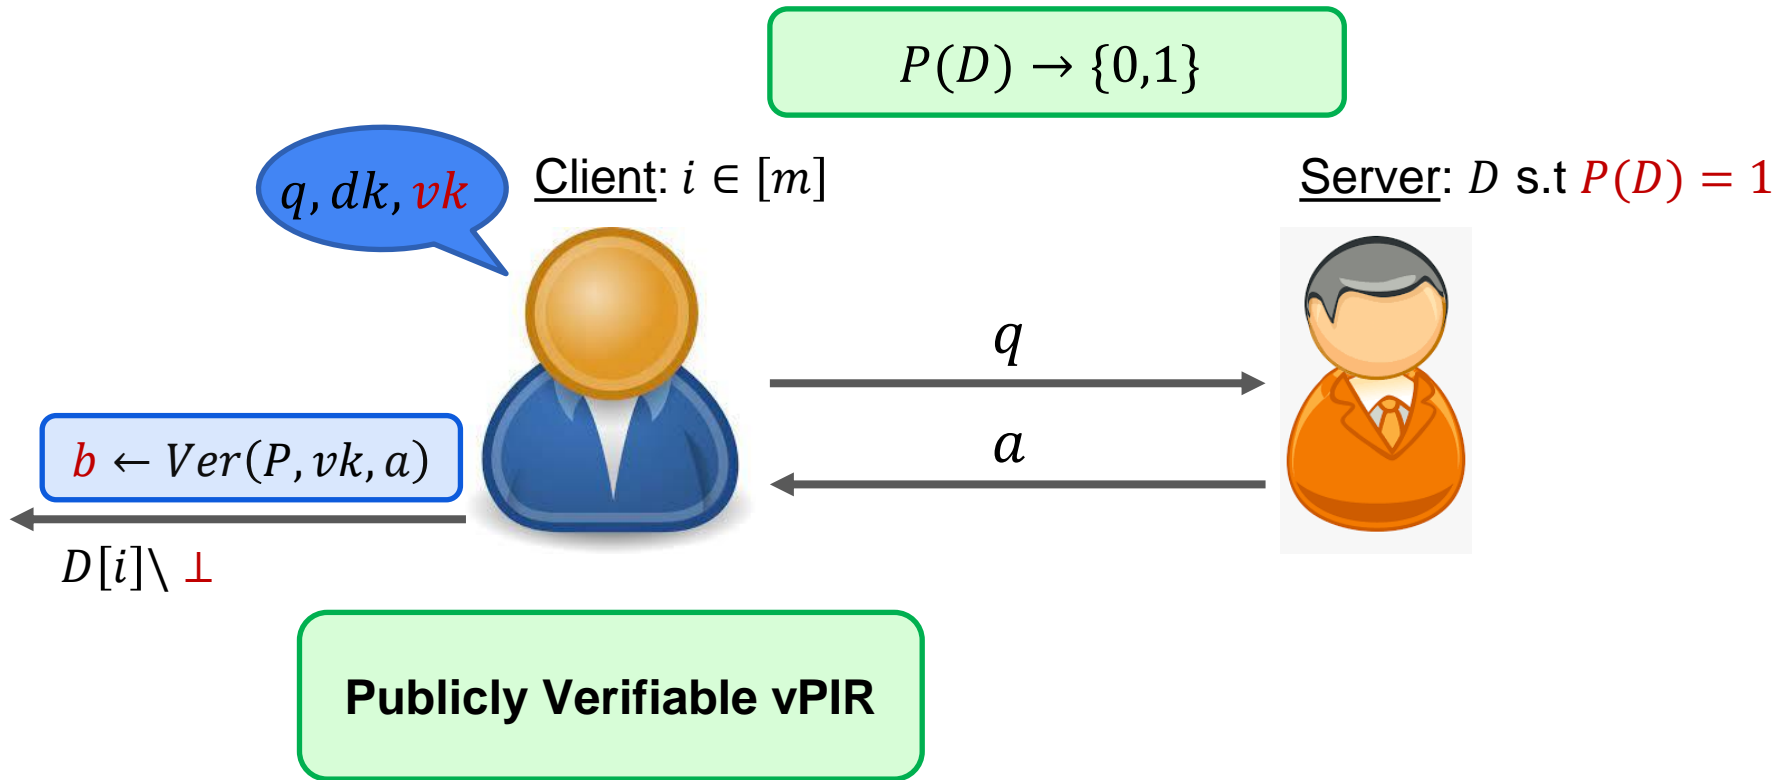 P(D) → {0,1}
q, dk, vk
Client: i ∈ [m]
Server: D s.t P(D) = 1
q
a
b ← Ver(P, vk, a)
D[i]\ ⊥
Publicly Verifiable vPIR